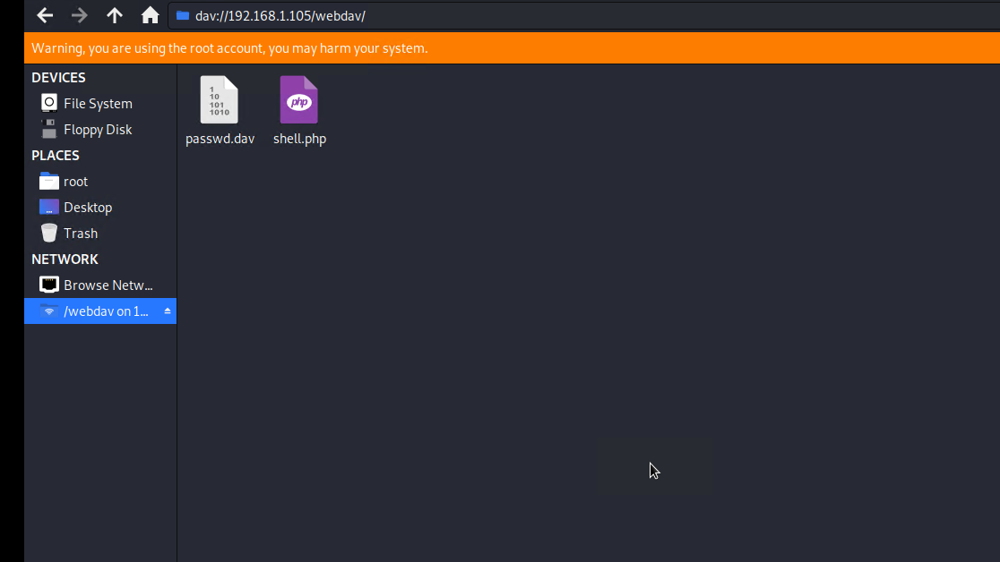 dav://192.168.1.105/webdav/
Warning, you are using the root account, you may harm your system.
DEVICES
File System
Floppy Disk
PLACES
root
Desktop
Trash
NETWORK
Browse Netw...
/webdav on 1...
1
10
101
1010
passwd.dav
php
shell.php